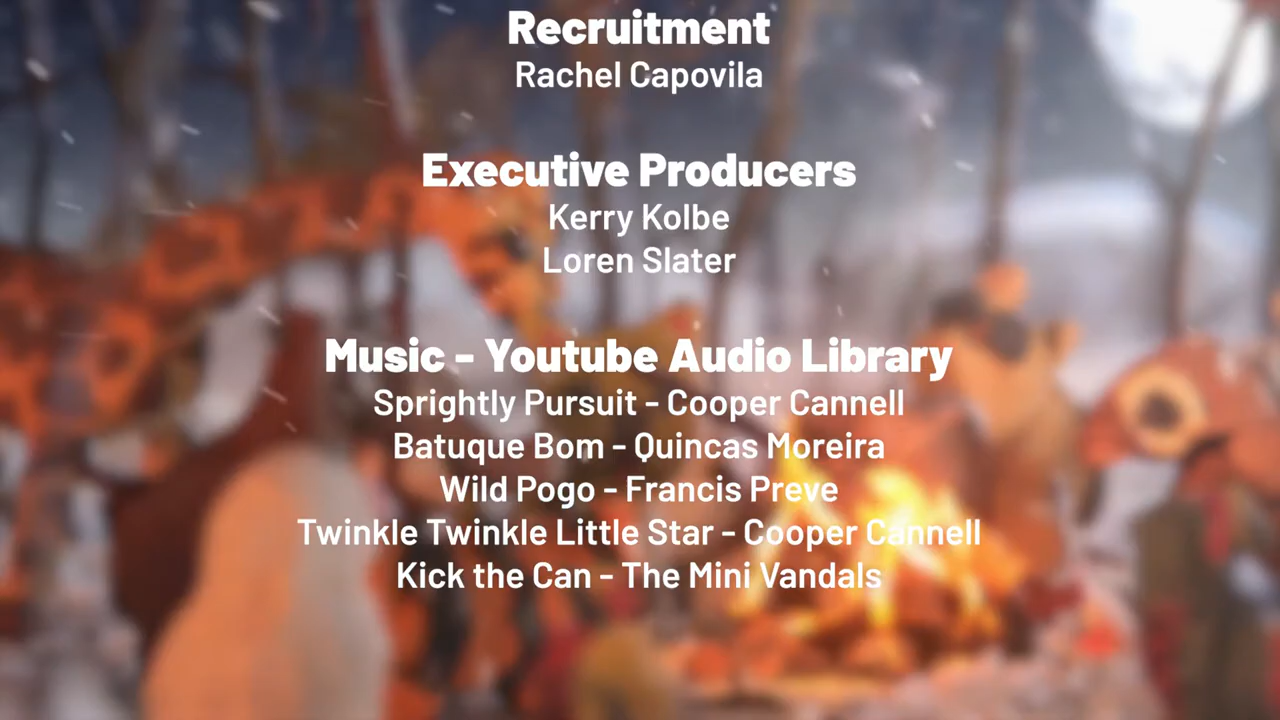 Recruitment
Rachel Capovila
Executive Producers
Kerry Kolbe
Loren Slater
Music - Youtube Audio Library
Sprightly Pursuit - Cooper Cannell
Batuque Bom - Quincas Moreira
Wild Pogo - Francis Preve
Twinkle Twinkle Little Star - Cooper Cannell
Kick the Can - The Mini Vandals